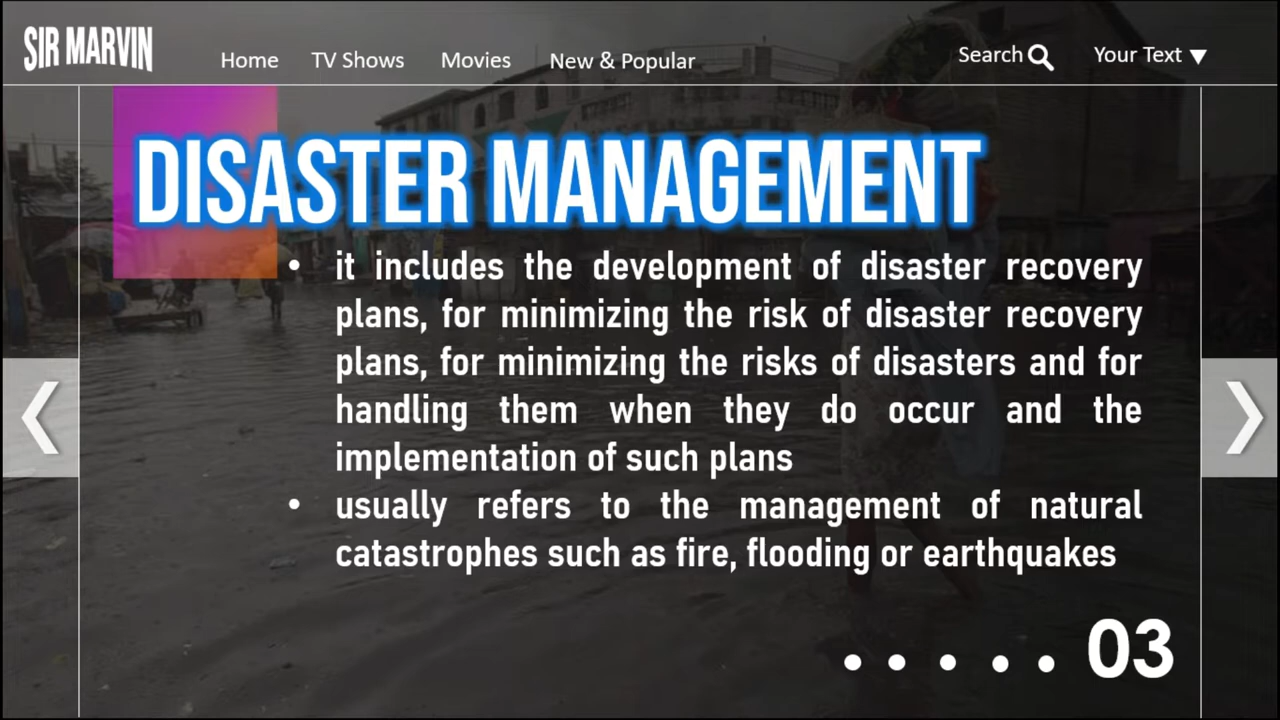 SIR MARVIN
Home TV Shows Movies New & Popular Search Your Text
DISASTER MANAGEMENT
• it includes the development of disaster recovery
plans, for minimizing the risk of disaster recovery
plans, for minimizing the risks of disasters and for
handling them when they do occur and the
implementation of such plans
• usually refers to the management of natural
catastrophes such as fire, flooding or earthquakes
03